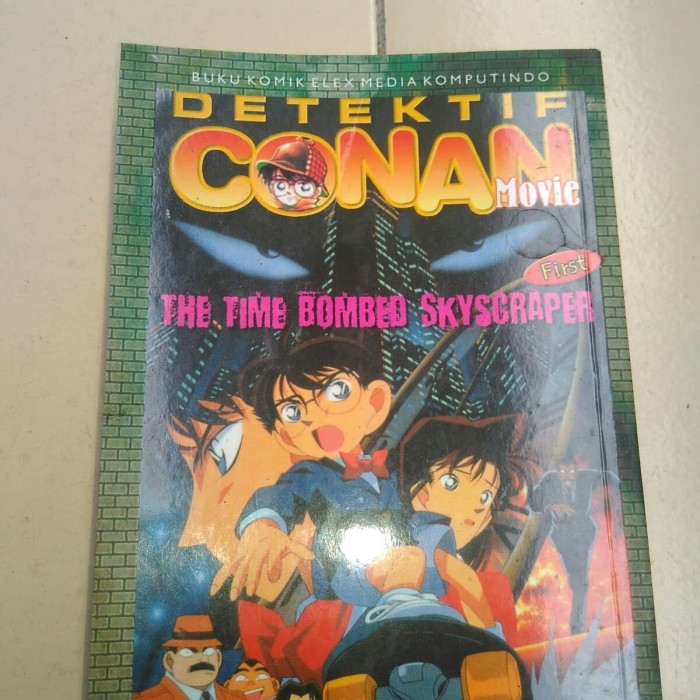 BUKU KOMIK ELEX MEDIA KOMPUTINDO
DETEKTIF
CONAN
Movie
First
THE TIME BOMBED SKYSCRAPER